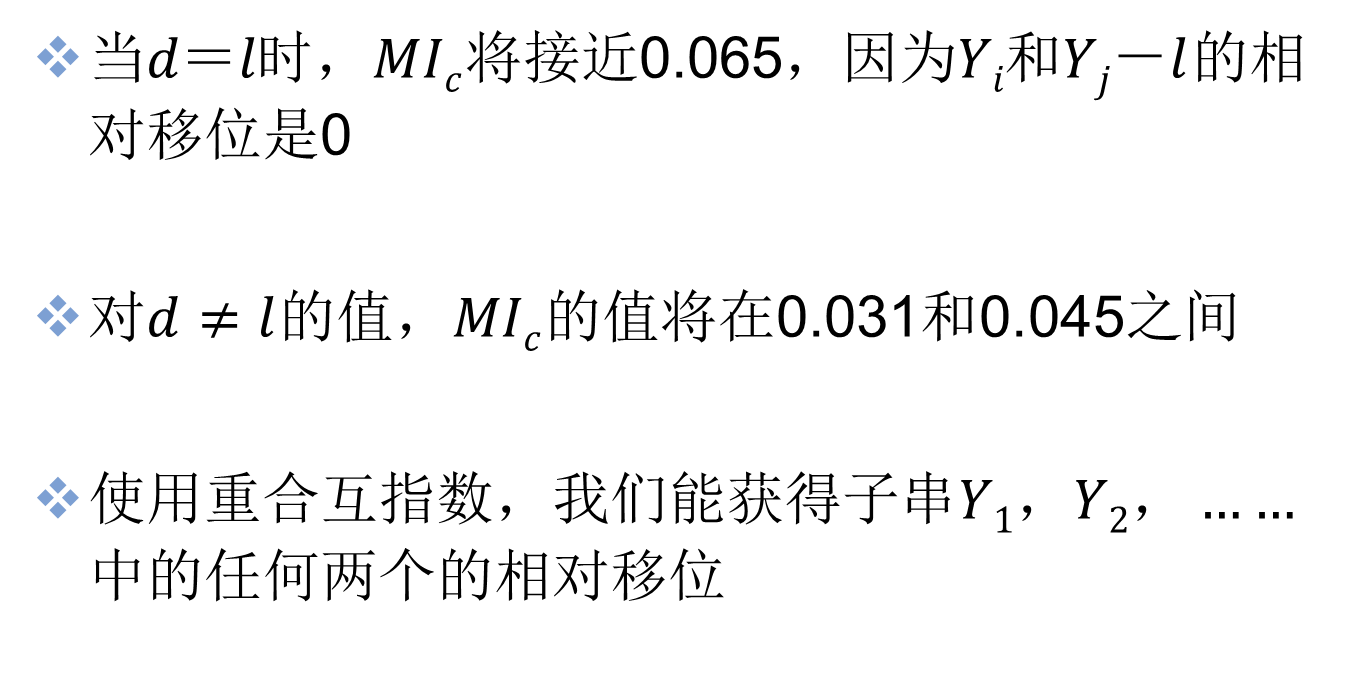 ❖当d=l时，MI_c将接近0.065，因为Y_i和Y_j－l的相
对移位是0
❖对d ≠ l的值，MI_c的值将在0.031和0.045之间
❖使用重合互指数，我们能获得子串Y_1，Y_2， … …
中的任何两个的相对移位